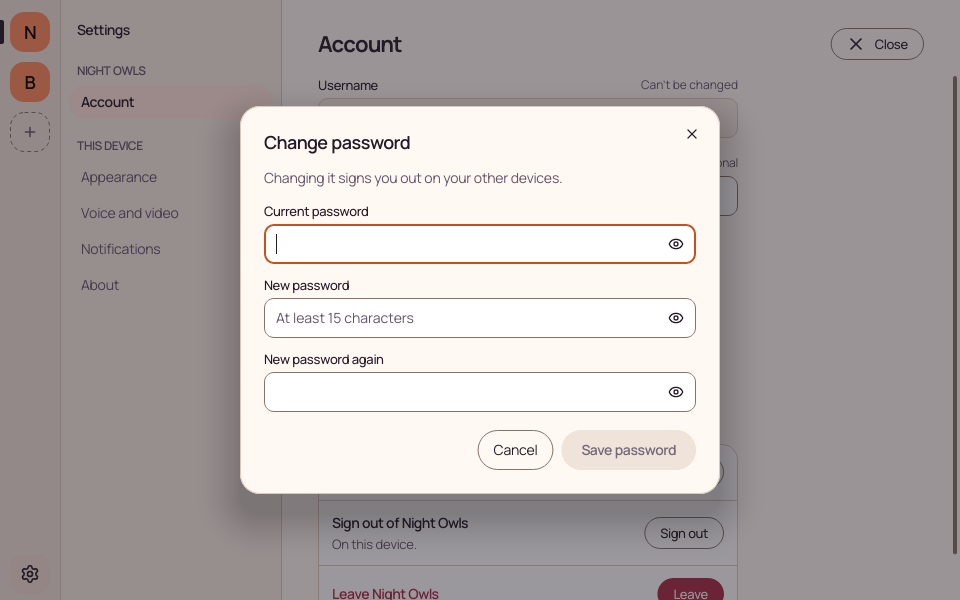 N
B
Settings
NIGHT OWLS
Account
THIS DEVICE
Appearance
Voice and video
Notifications
About
Account
Close
Username
Can't be changed
Change password
Changing it signs you out on your other devices.
Current password
New password
At least 15 characters
New password again
Cancel
Save password
Sign out of Night Owls
On this device.
Sign out
Leave Night Owls
Leave